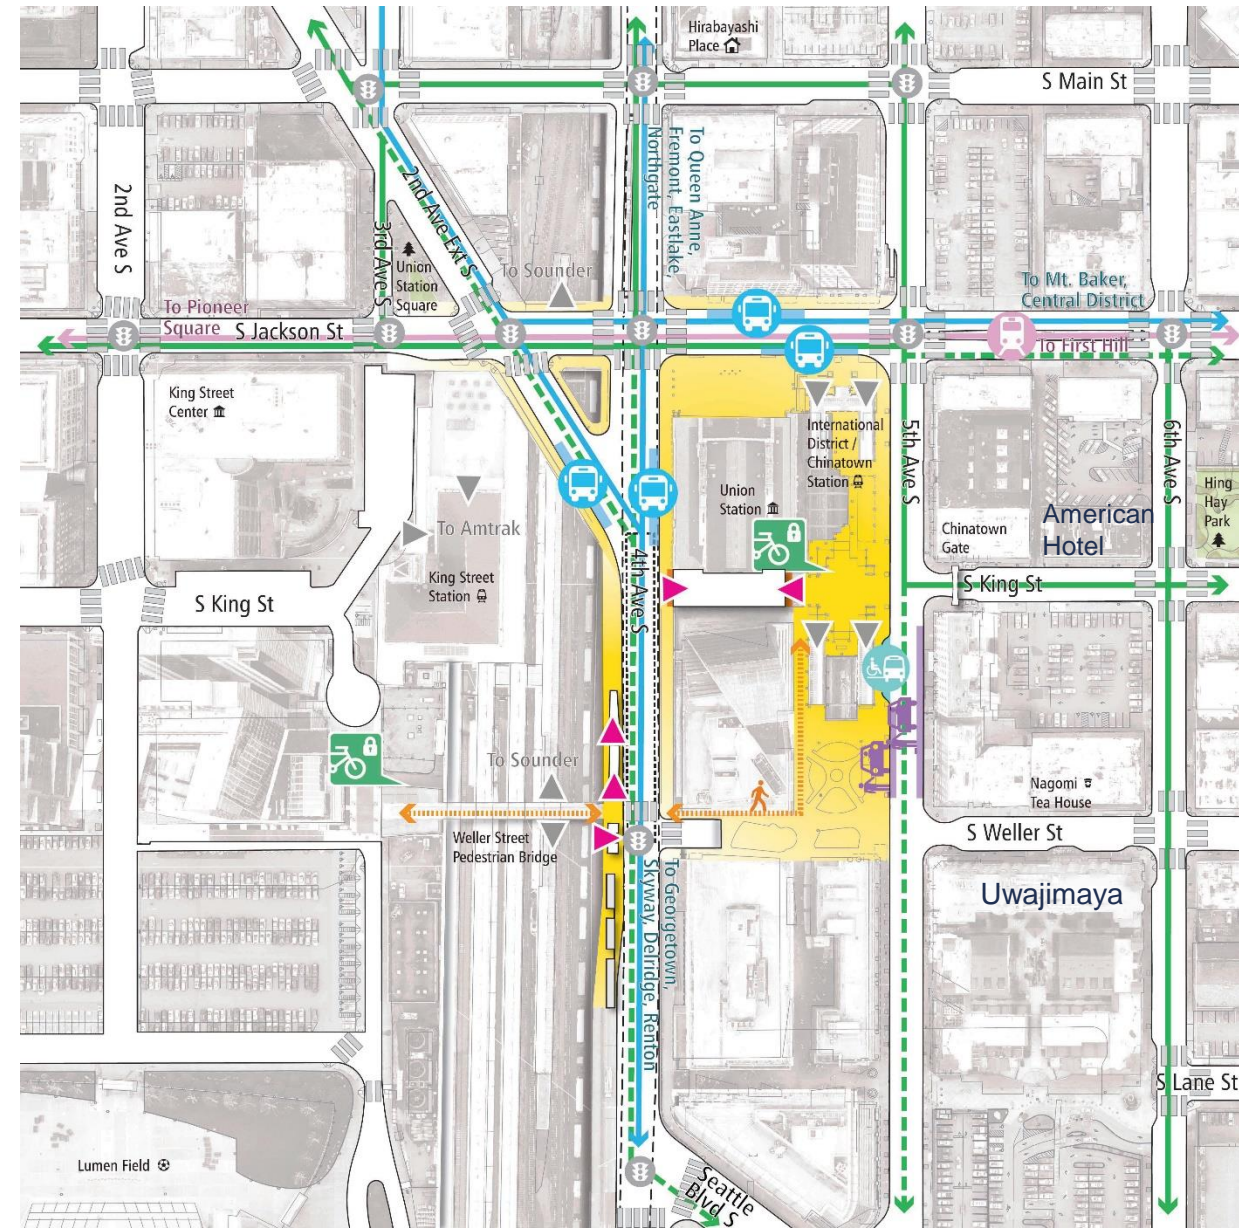 Hirabayashi
Place
S Main St
To Queen Anne,
Fremont, Eastlake,
Northgate
2nd Ave S
3rd Ave S
2nd Ave Ext S
Union
Station
Square
To Sounder
To Mt. Baker,
Central District
To Pioneer
Square
S Jackson St
To First Hill
King Street
Center
International
District /
Chinatown
Station
5th Ave S
6th Ave S
Union
Station
Hing
Hay
Park
American
Hotel
Chinatown
Gate
To Amtrak
King Street
Station
4th Ave S
S King St
S King St
To Sounder
Nagomi
Tea House
Weller Street
Pedestrian Bridge
S Weller St
To Georgetown,
Skyway, Delridge, Renton
Uwajimaya
S Lane St
Lumen Field
Seattle
Blvd S